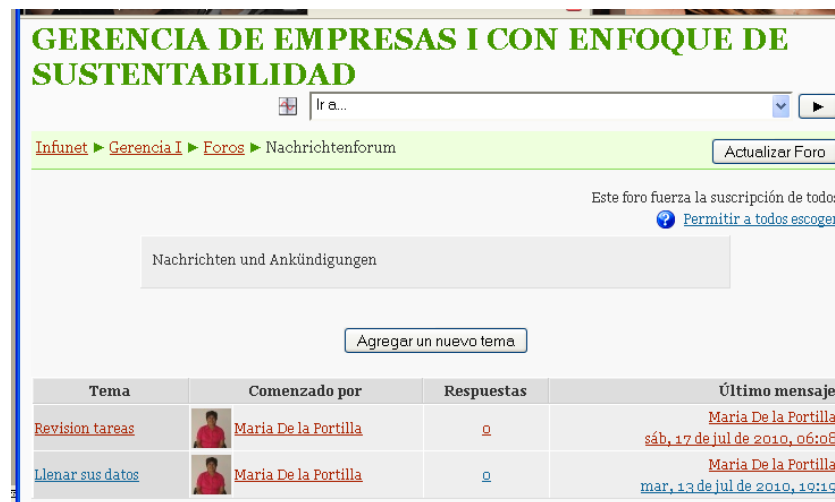 GERENCIA DE EMPRESAS I CON ENFOQUE DE
SUSTENTABILIDAD
Ir a...
Infunet ► Gerencia I ► Foros ► Nachrichtenforum
Actualizar Foro
Este foro fuerza la suscripción de todos
Permitir a todos escoger
Nachrichten und Ankündigungen
Agregar un nuevo tema
Tema Comenzado por Respuestas Último mensaje
Revision tareas Maria De la Portilla 0 Maria De la Portilla
sáb, 17 de jul de 2010, 06:08
Llenar sus datos Maria De la Portilla 0 Maria De la Portilla
mar, 13 de jul de 2010, 19:19